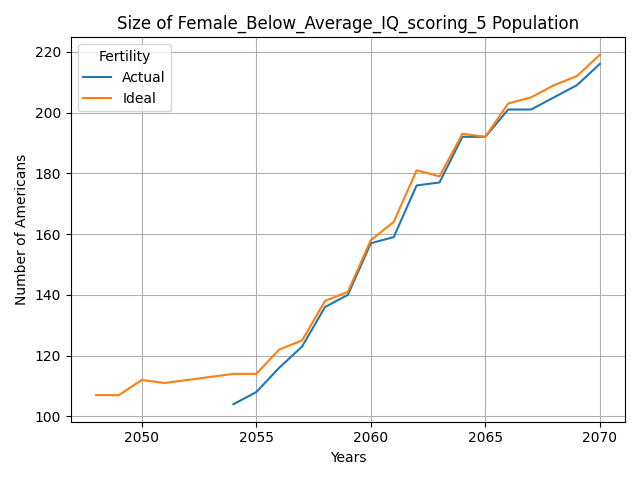 Size of Female_Below_Average_IQ_scoring_5 Population
Fertility
Actual
Ideal
Number of Americans
220
200
180
160
140
120
100
2050
2055
2060
2065
2070
Years